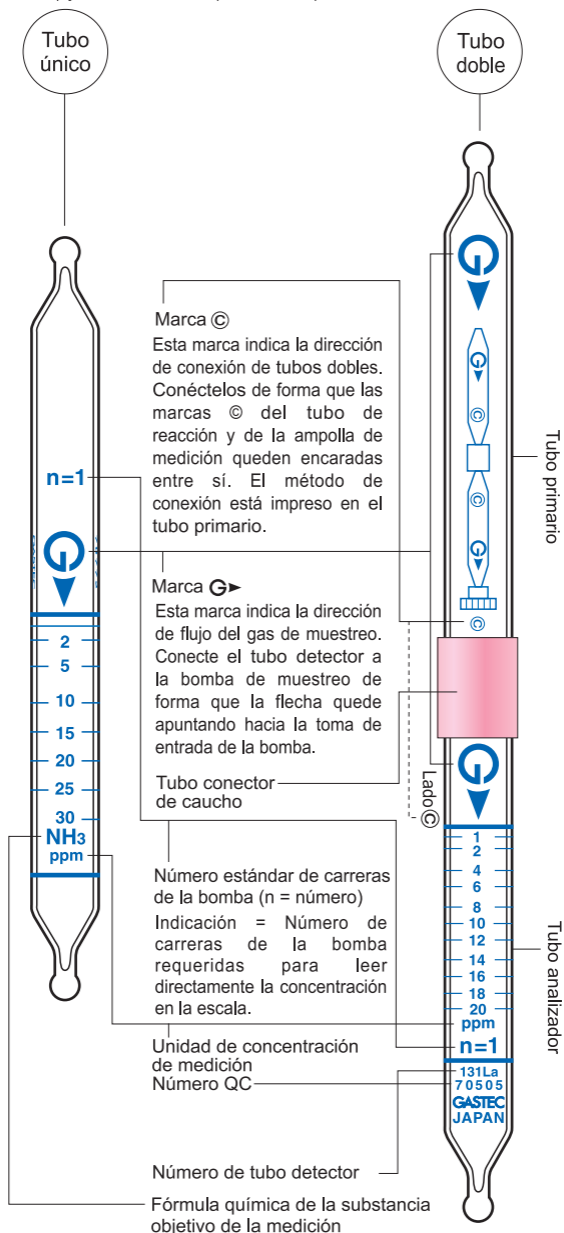 Tubo
único
Tubo
doble
Marca ©
Esta marca indica la dirección
de conexión de tubos dobles.
Conéctelos de forma que las
marcas © del tubo de
reacción y de la ampolla de
medición queden encaradas
entre sí. El método de
conexión está impreso en el
tubo primario.
Marca G►
Esta marca indica la dirección
de flujo del gas de muestreo.
Conecte el tubo detector a
la bomba de muestreo de
forma que la flecha quede
apuntando hacia la toma de
entrada de la bomba.
Tubo conector
de caucho
Número estándar de carreras
de la bomba (n = número)
Indicación = Número de
carreras de la bomba
requeridas para leer
directamente la concentración
en la escala.
Unidad de concentración
de medición
Número QC
Número de tubo detector
Fórmula química de la substancia
objetivo de la medición
n=1
G
2
5
10
15
20
25
30
NH3
ppm
G
G
©
©
G
©
Tubo primario
G
Lado ©
1
2
4
6
8
10
12
14
16
18
20
ppm
n=1
131La
70505
GASTEC
JAPAN
Tubo analizador